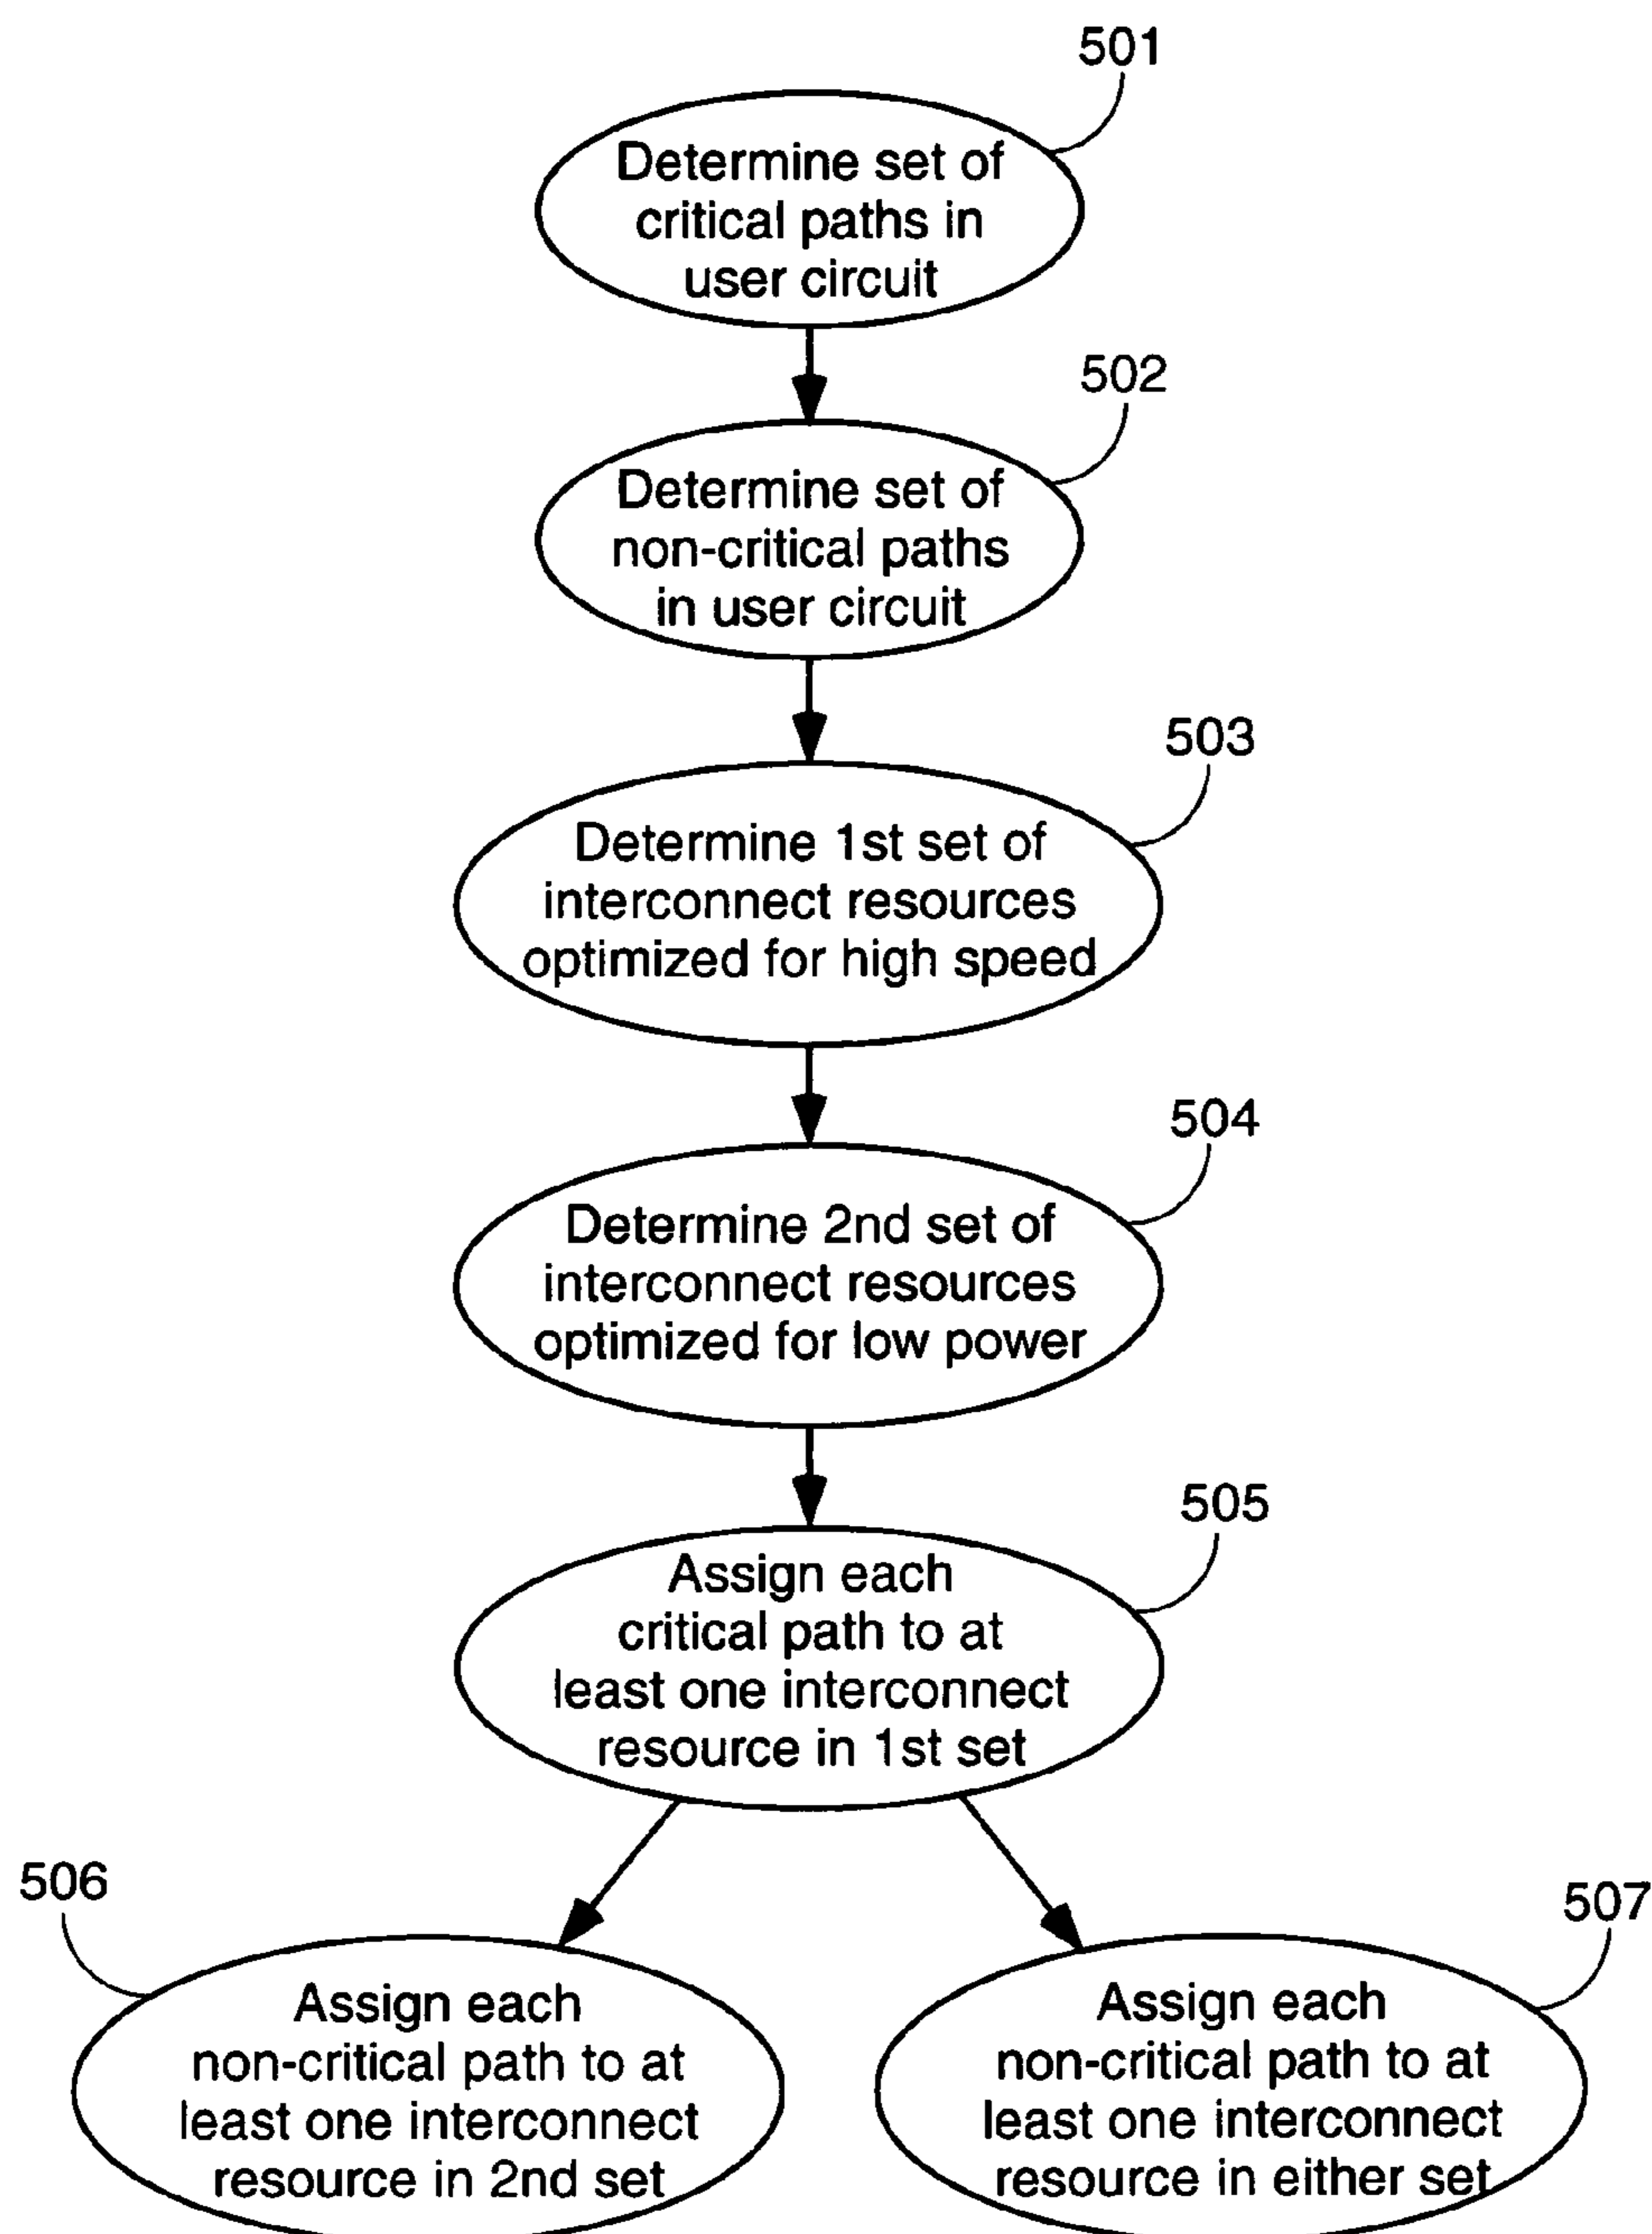 501
Determine set of
critical paths in
user circuit
502
Determine set of
non-critical paths
in user circuit
503
Determine 1st set of
interconnect resources
optimized for high speed
504
Determine 2nd set of
interconnect resources
optimized for low power
505
Assign each
critical path to at
least one interconnect
resource in 1st set
506
Assign each
non-critical path to at
least one interconnect
resource in 2nd set
507
Assign each
non-critical path to at
least one interconnect
resource in either set